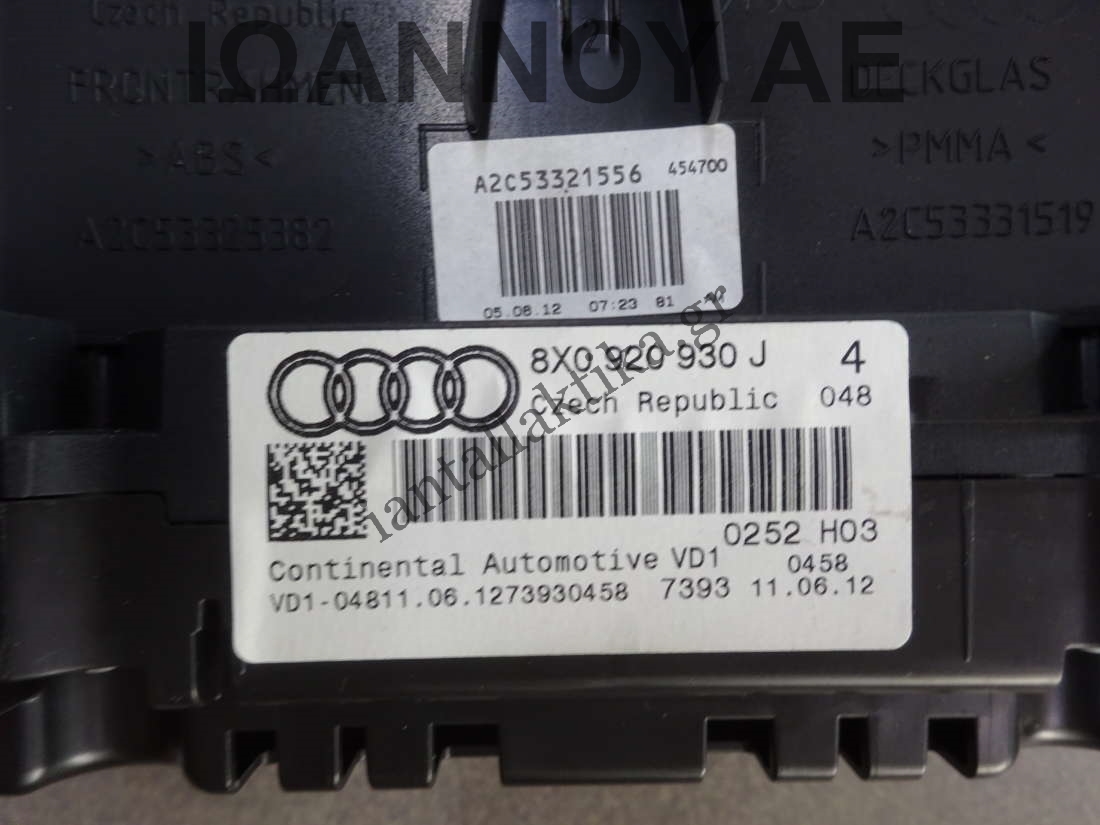 Czech Republic
FRONTRAHMEN
>ABS<
A2C53325382
2
DECKGLAS
>PMMA<
A2C53331519
ΙΩΑΝΝΟΥ ΑΕ
A2C53321556 454700
05.08.12 07:23 81
8X0 920 930 J 4
Czech Republic 048
0252 H03
Continental Automotive VD1 0458
VD1-04811.06.1273930458 7393 11.06.12
iantallaktika.gr